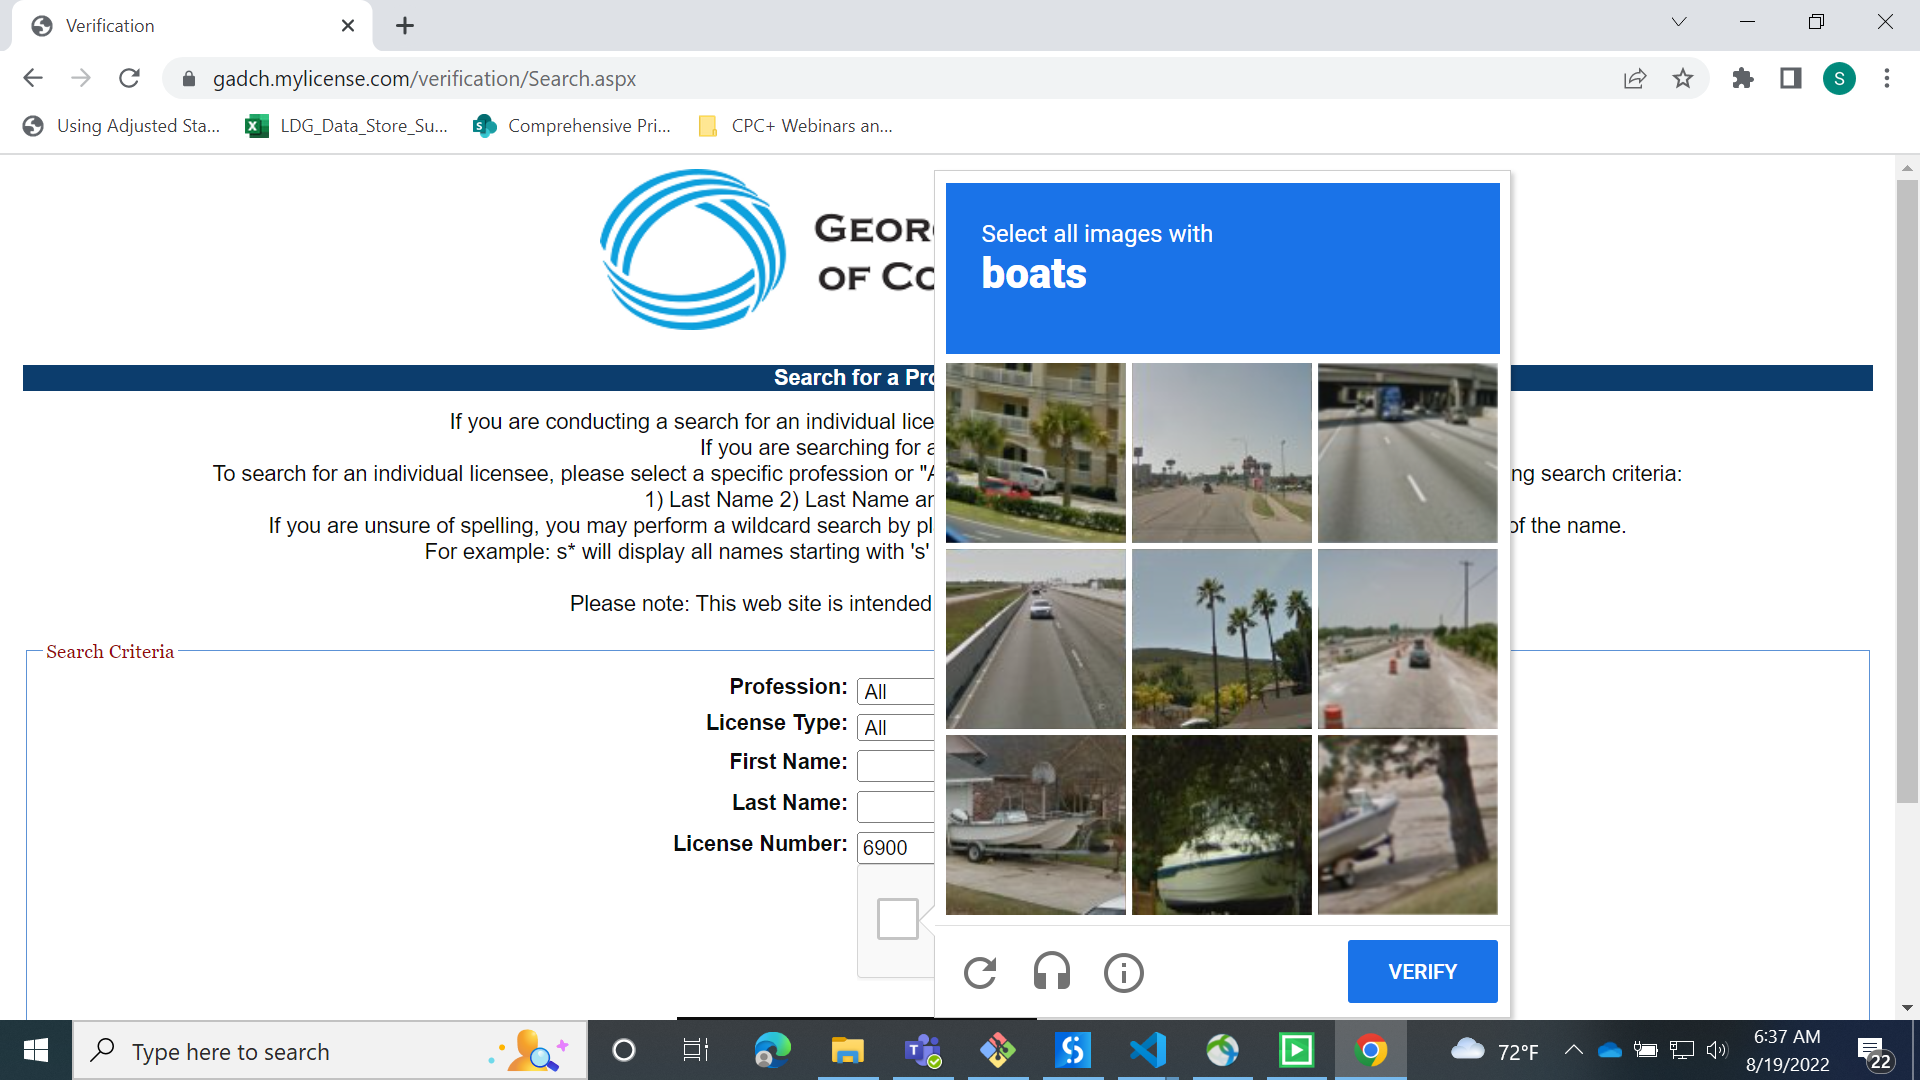 Verification
gadch.mylicense.com/verification/Search.aspx
S
Using Adjusted Sta...
LDG_Data_Store_Su...
Comprehensive Pri...
CPC+ Webinars an...
GEOR
OF CO
Search for a Pro
If you are conducting a search for an individual lice
If you are searching for a
To search for an individual licensee, please select a specific profession or "A
ng search criteria:
1) Last Name 2) Last Name an
If you are unsure of spelling, you may perform a wildcard search by pl
of the name.
For example: s* will display all names starting with 's'
Please note: This web site is intended
Search Criteria
Profession:
All
License Type:
All
First Name:
Last Name:
License Number:
6900
Select all images with
boats
VERIFY
Type here to search
72°F
6:37 AM
8/19/2022
22